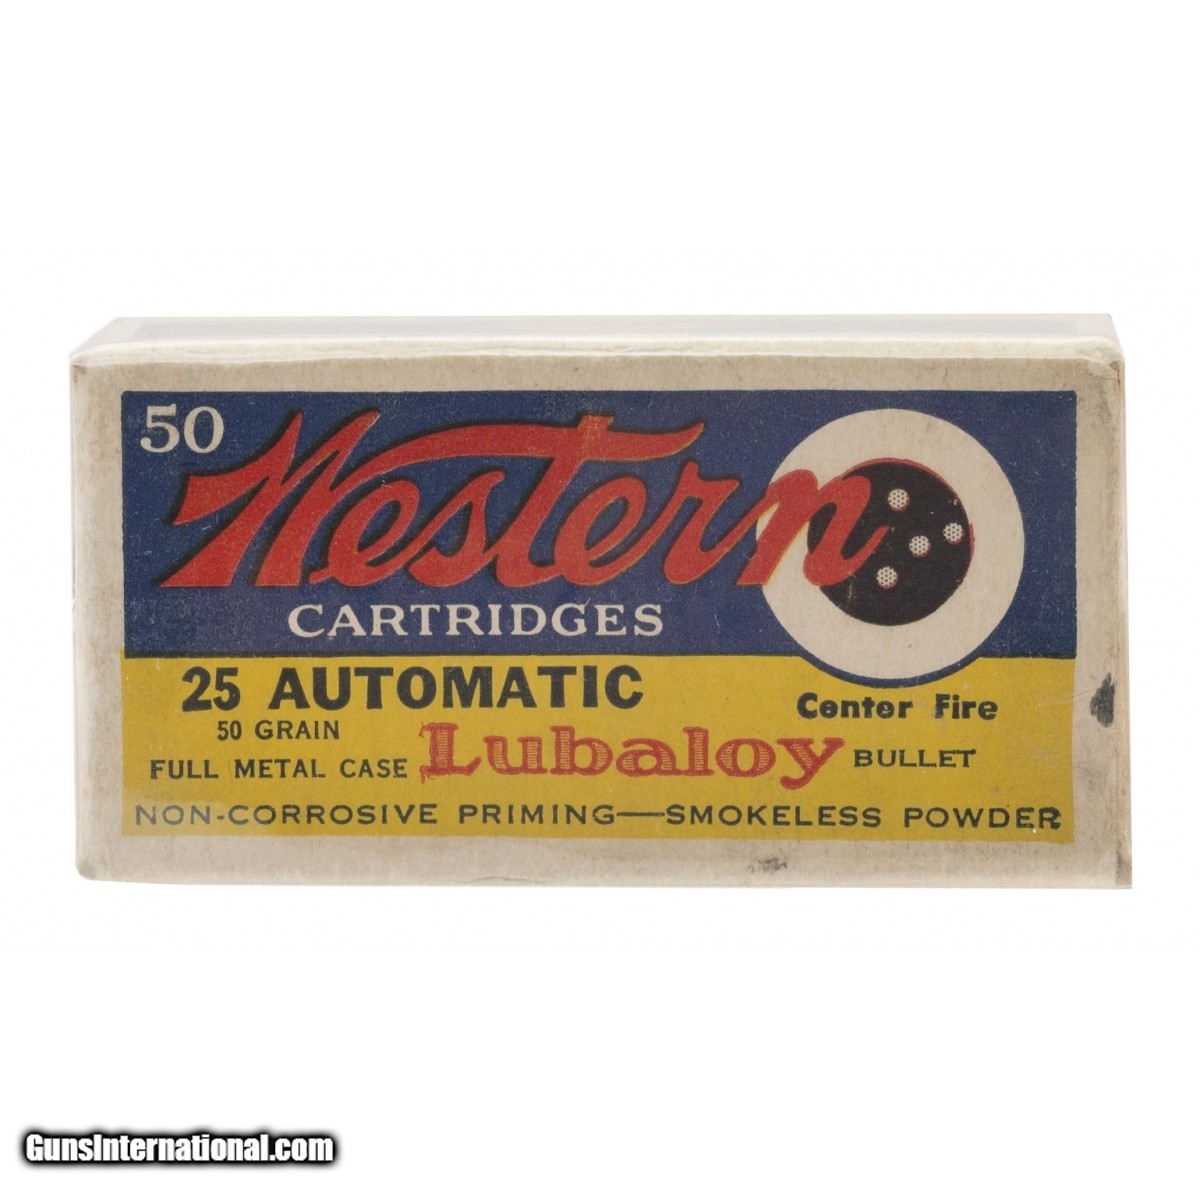 50
Western
CARTRIDGES
25 AUTOMATIC
Center Fire
50 GRAIN
FULL METAL CASE Lubaloy BULLET
NON-CORROSIVE PRIMING—SMOKELESS POWDER
GunsInternational.com